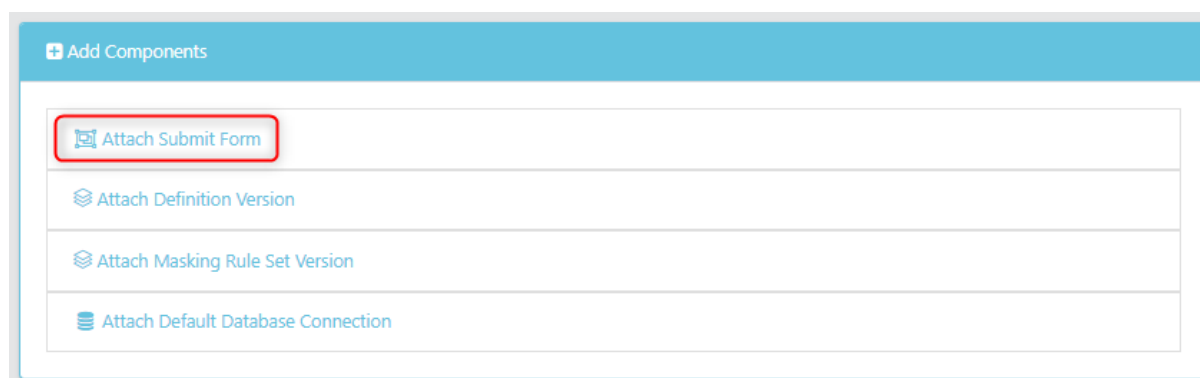 Add Components
Attach Submit Form
Attach Definition Version
Attach Masking Rule Set Version
Attach Default Database Connection